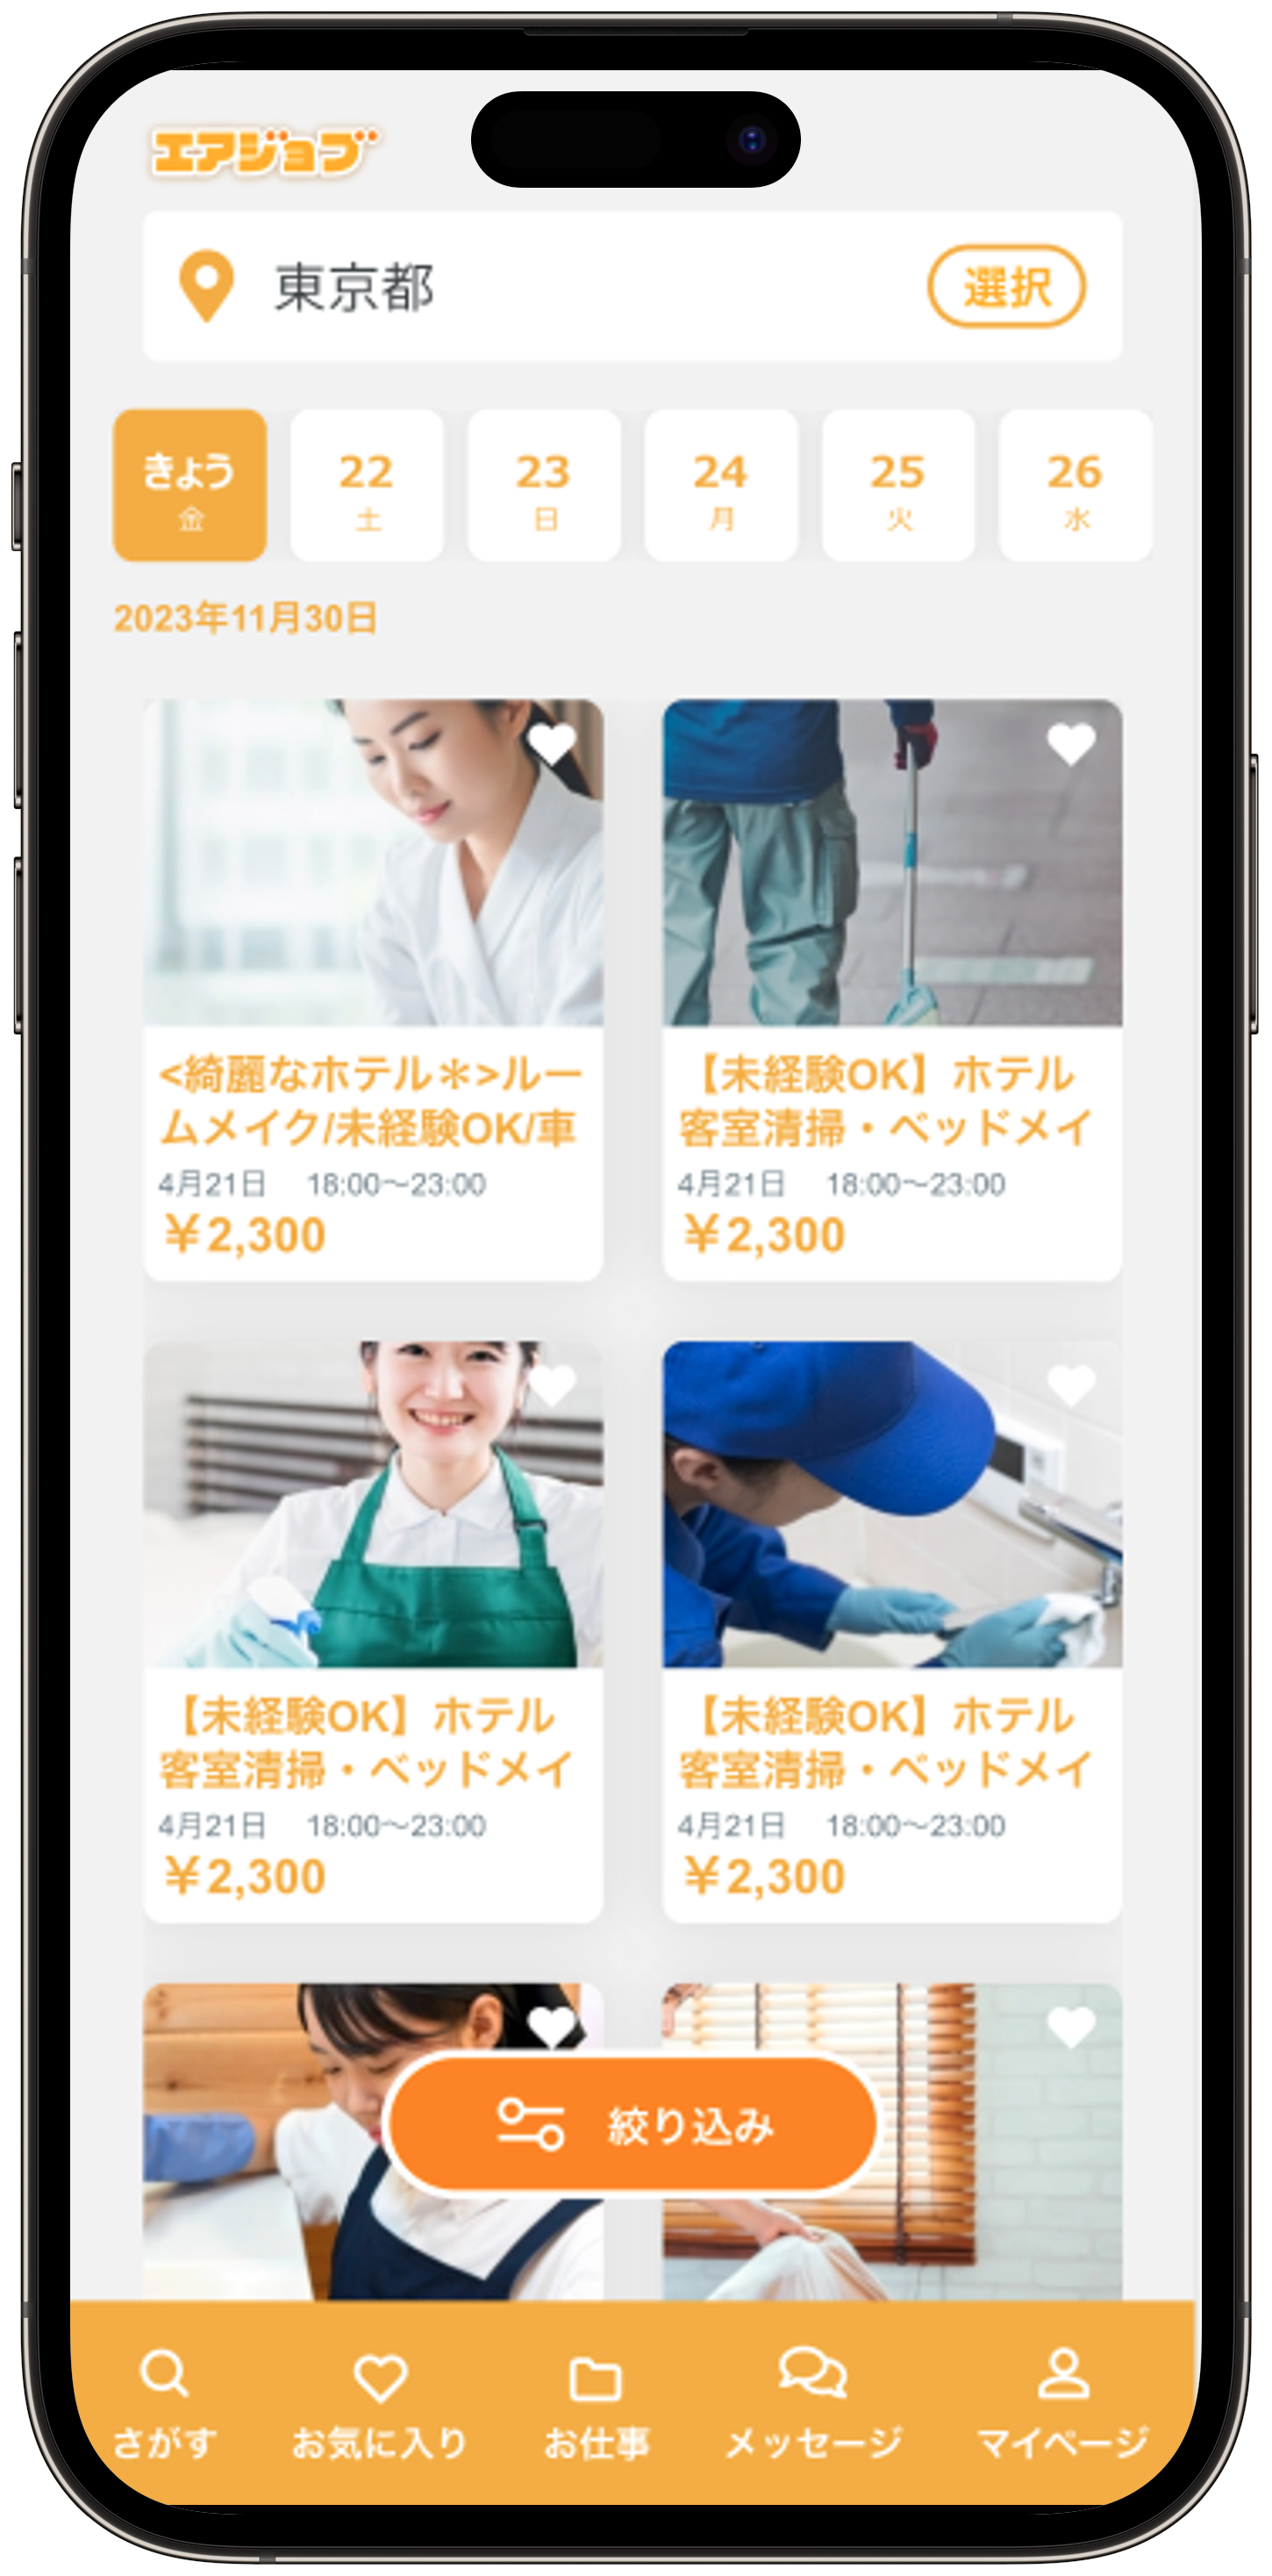 エアジョブ
東京都
選択
きょう 22 23 24 25 26
金 土 日 月 火 水
2023年11月30日
<綺麗なホテル＊>ルー
ムメイク/未経験OK/車
4月21日 18:00〜23:00
￥2,300
【未経験OK】ホテル
客室清掃・ベッドメイ
4月21日 18:00〜23:00
￥2,300
【未経験OK】ホテル
客室清掃・ベッドメイ
4月21日 18:00〜23:00
￥2,300
【未経験OK】ホテル
客室清掃・ベッドメイ
4月21日 18:00〜23:00
￥2,300
絞り込み
さがす お気に入り お仕事 メッセージ マイページ